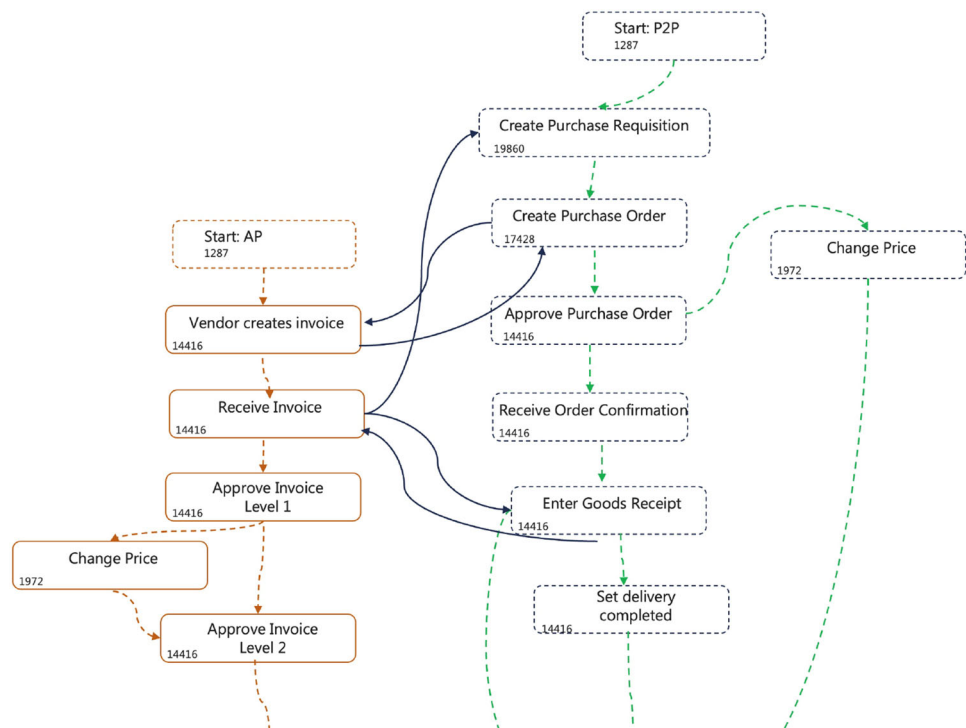 Start: P2P
1287
Create Purchase Requisition
19860
Create Purchase Order
17428
Start: AP
1287
Change Price
1972
Vendor creates invoice
14416
Approve Purchase Order
14416
Receive Invoice
14416
Receive Order Confirmation
14416
Approve Invoice
Level 1
14416
Enter Goods Receipt
14416
Change Price
1972
Set delivery
completed
14416
Approve Invoice
Level 2
14416